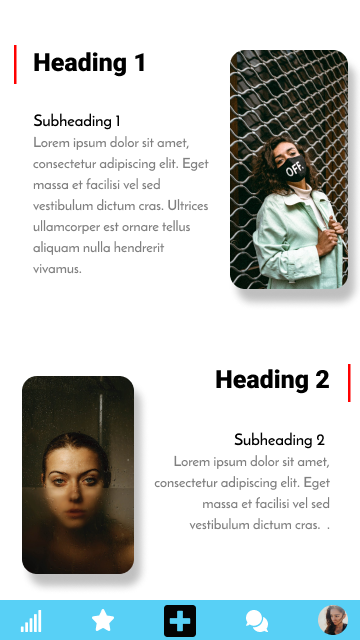 Heading 1
Subheading 1
Lorem ipsum dolor sit amet,
consectetur adipiscing elit. Eget
massa et facilisi vel sed
vestibulum dictum cras. Ultrices
ullamcorper est ornare tellus
aliquam nulla hendrerit
vivamus.
OFF.
Heading 2
Subheading 2
Lorem ipsum dolor sit amet,
consectetur adipiscing elit. Eget
massa et facilisi vel sed
vestibulum dictum cras.  .